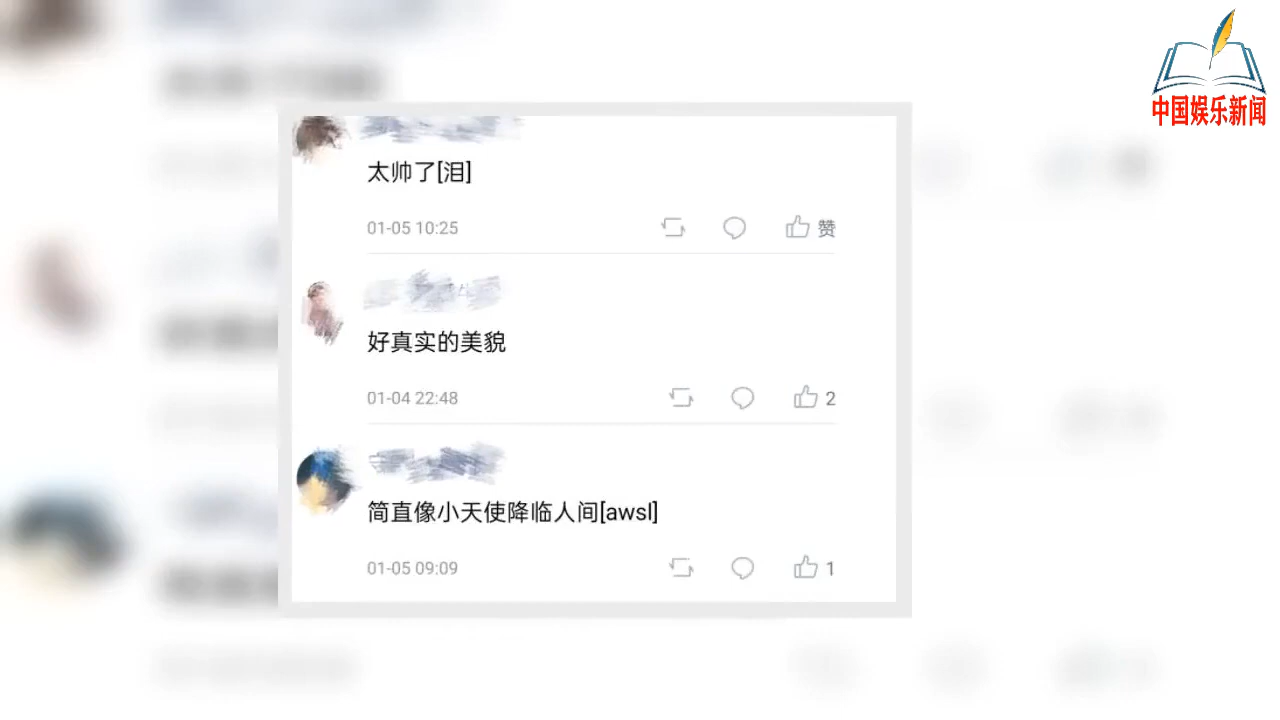 中国娱乐新闻
太帅了[泪]
01-05 10:25
赞
好真实的美貌
01-04 22:48
2
简直像小天使降临人间[awsl]
01-05 09:09
1